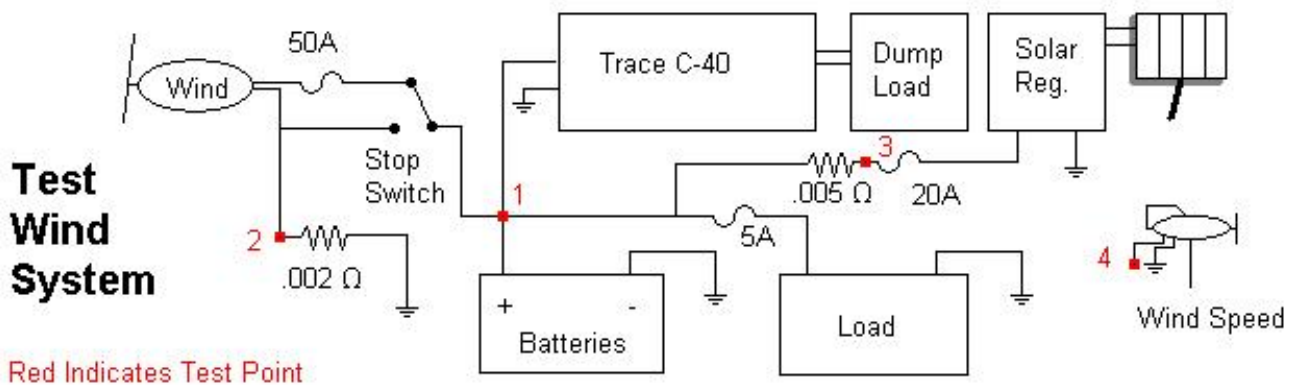 50A
Wind
Trace C-40
Dump
Load
Solar
Reg.
Stop
Switch
Test
Wind
System
1
2
.002 Ω
3
.005 Ω
20A
5A
4
Wind Speed
+
-
Batteries
Load
Red Indicates Test Point